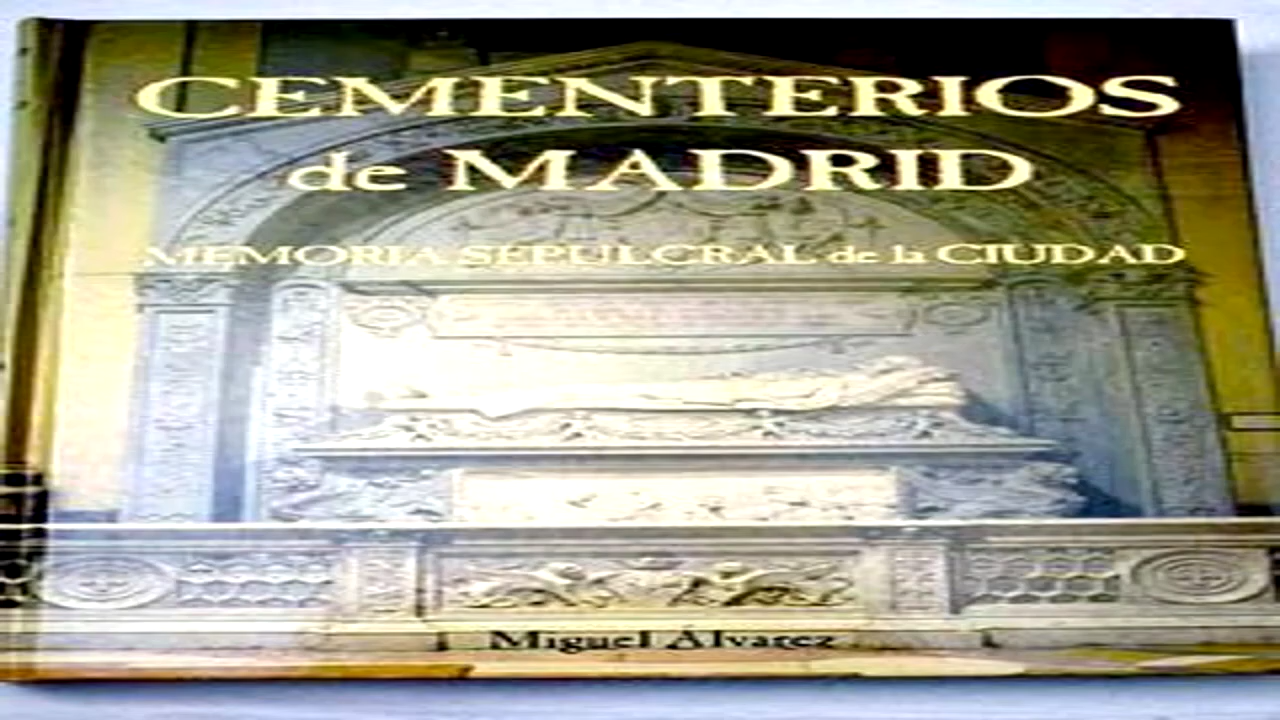 CEMENTERIOS
de MADRID
MEMORIA SEPULCRAL de la CIUDAD
Miguel Álvarez